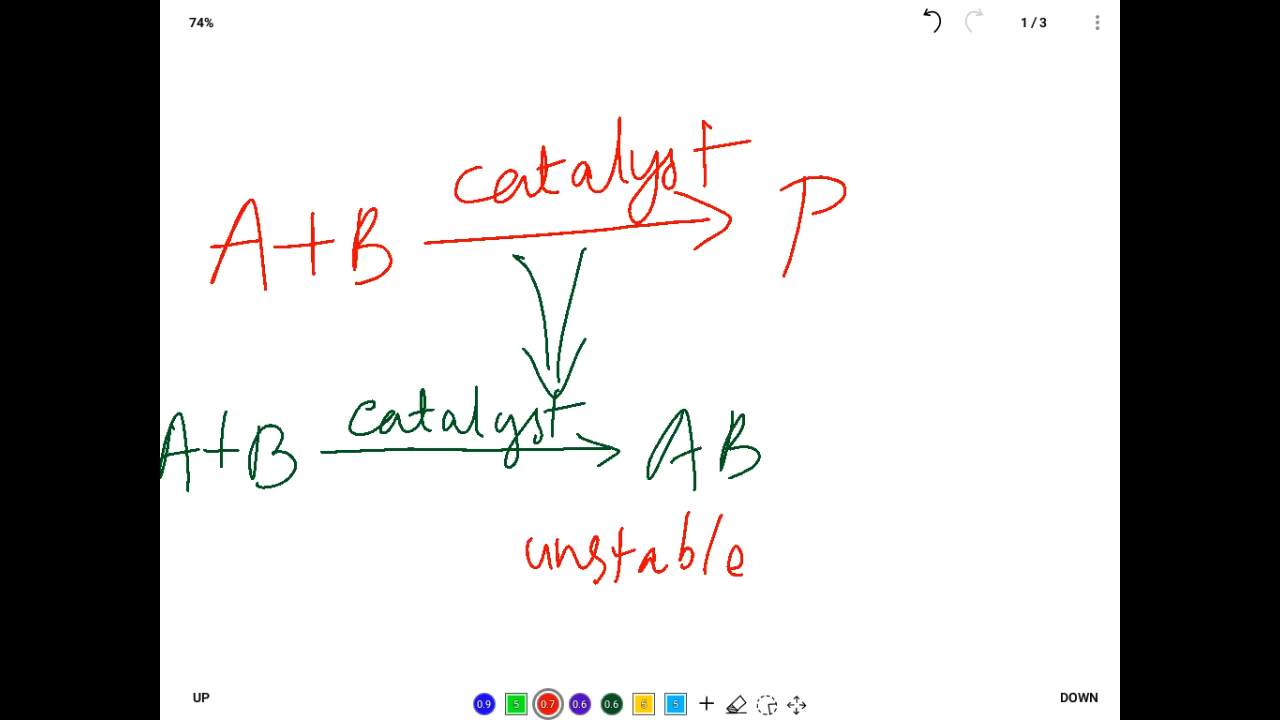 74%
1 / 3
A+B catalyst P
A+B catalyst AB
unstable
UP 0.9 5 0.7 0.6 0.6 6 5 DOWN